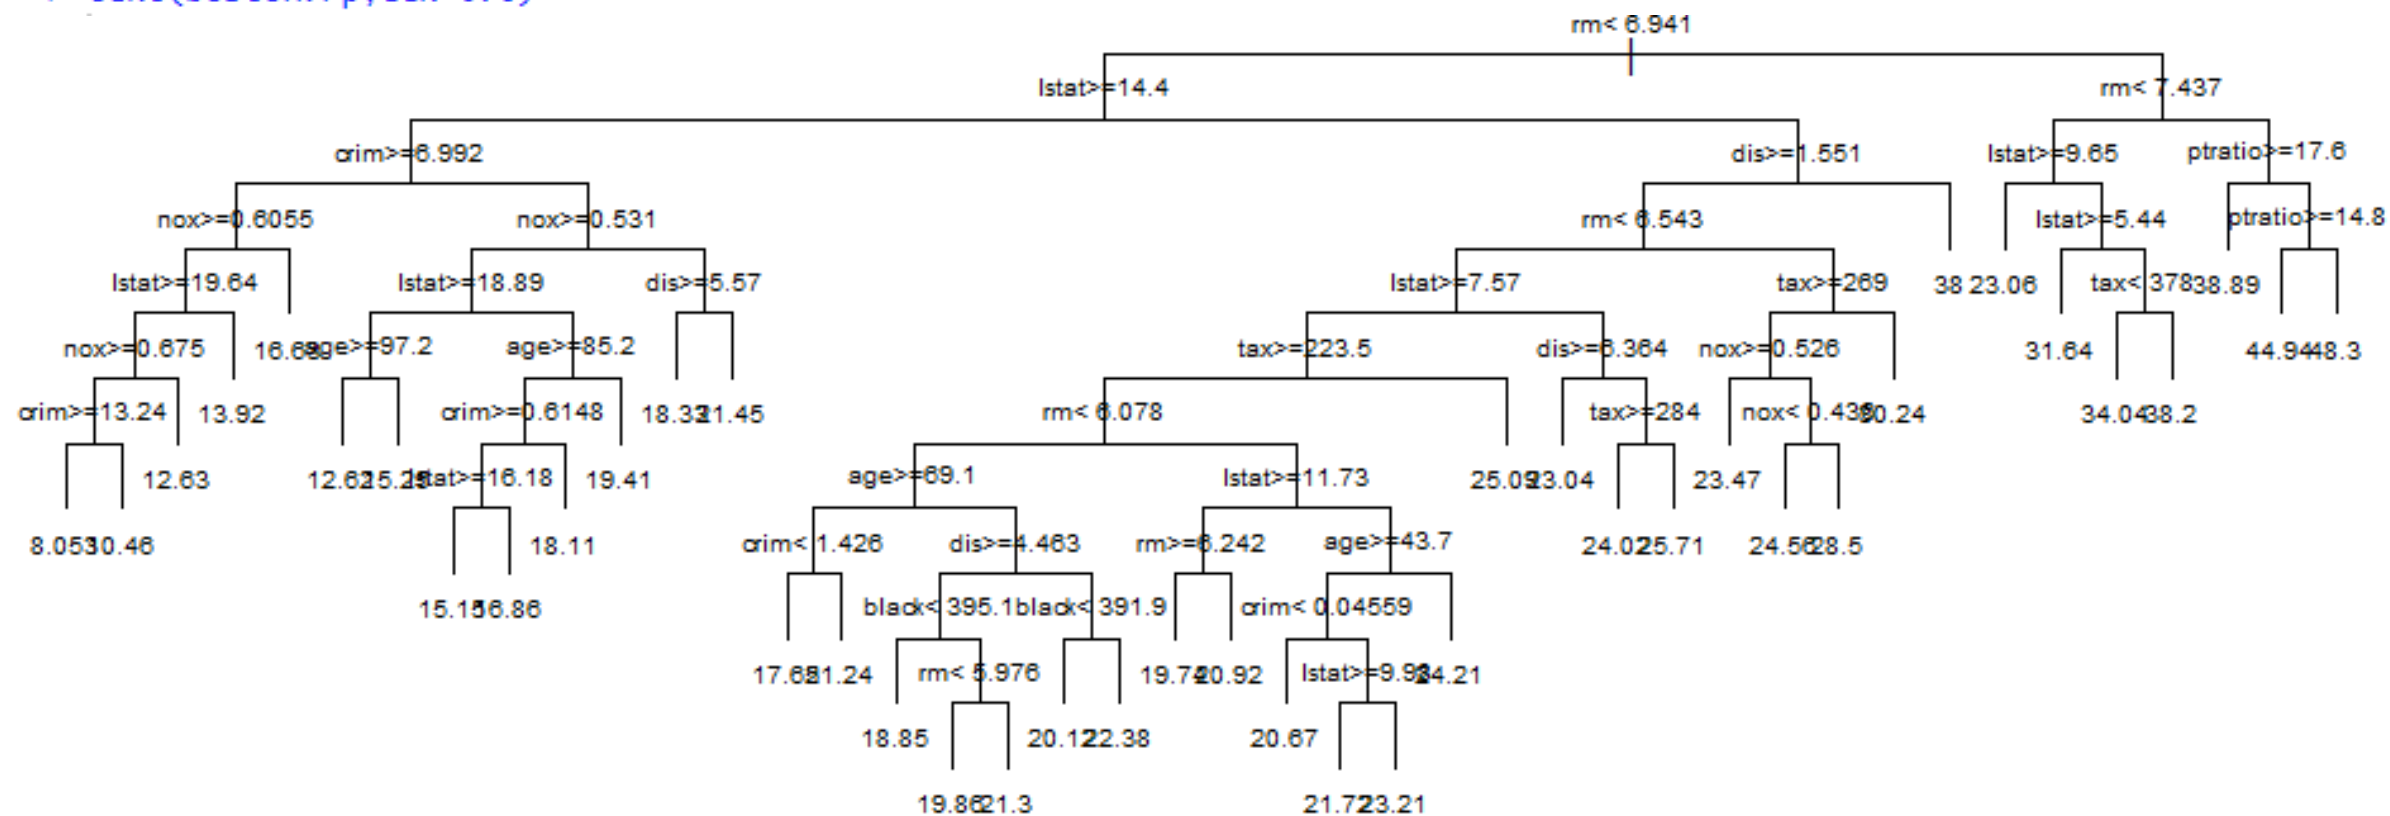 rm< 6.941
lstat>=14.4 rm< 7.437
crim>=6.992 dis>=1.551 lstat>=9.65 ptratio>=17.6
nox>=0.6055 nox>=0.531 rm< 6.543 lstat>=5.44 ptratio>=14.8
lstat>=19.64 lstat>=18.89 dis>=5.57 lstat>=7.57 tax>=269 38 23.06 tax< 378 38.89
nox>=0.675 age>=97.2 age>=85.2 tax>=223.5 dis>=6.364 nox>=0.526 31.64 44.94 48.3
crim>=13.24 13.92 crim>=0.6148 18.33 21.45 rm< 6.078 tax>=284 30.24 34.04 38.2
12.63 12.62 15.25 lstat>=16.18 19.41 age>=69.1 lstat>=11.73 25.09 23.04 23.47
8.053 10.46 18.11 crim< 1.426 dis>=4.463 rm>=6.242 age>=43.7 24.02 25.71 24.56 28.5
15.15 16.86 black< 395.1 black< 391.9 crim< 0.04559
17.65 21.24 rm< 5.976 19.74 20.92 24.21
18.85 20.12 22.38 20.67
19.86 21.3 21.72 23.21